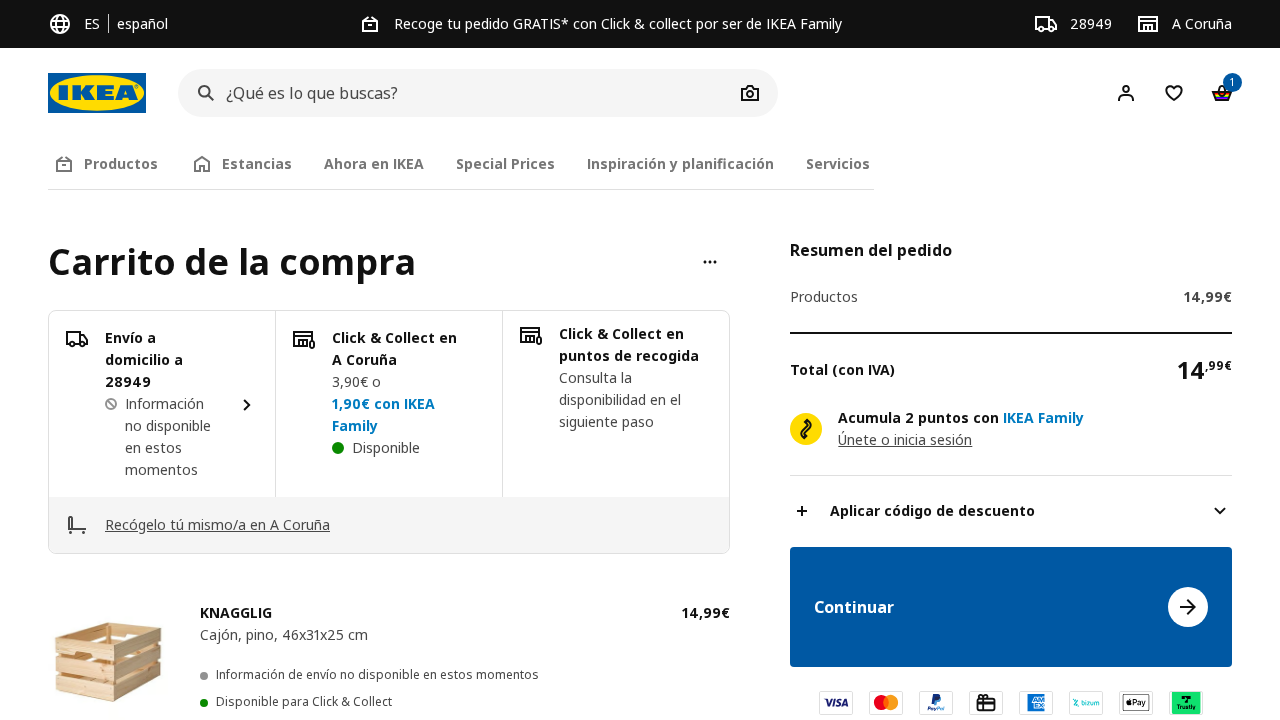 ES español
Recoge tu pedido GRATIS* con Click & collect por ser de IKEA Family
28949
A Coruña
IKEA
¿Qué es lo que buscas?
1
Productos
Estancias
Ahora en IKEA
Special Prices
Inspiración y planificación
Servicios
Carrito de la compra
Envío a
domicilio a
28949
Información
no disponible
en estos
momentos
Click & Collect en
A Coruña
3,90€ o
1,90€ con IKEA
Family
Disponible
Click & Collect en
puntos de recogida
Consulta la
disponibilidad en el
siguiente paso
Recógelo tú mismo/a en A Coruña
KNAGGLIG
14,99€
Cajón, pino, 46x31x25 cm
Información de envío no disponible en estos momentos
Disponible para Click & Collect
Resumen del pedido
Productos 14,99€
Total (con IVA) 14,99€
Acumula 2 puntos con IKEA Family
Únete o inicia sesión
Aplicar código de descuento
Continuar
VISA
PayPal
AM
EX
bizum
Pay
Trustly